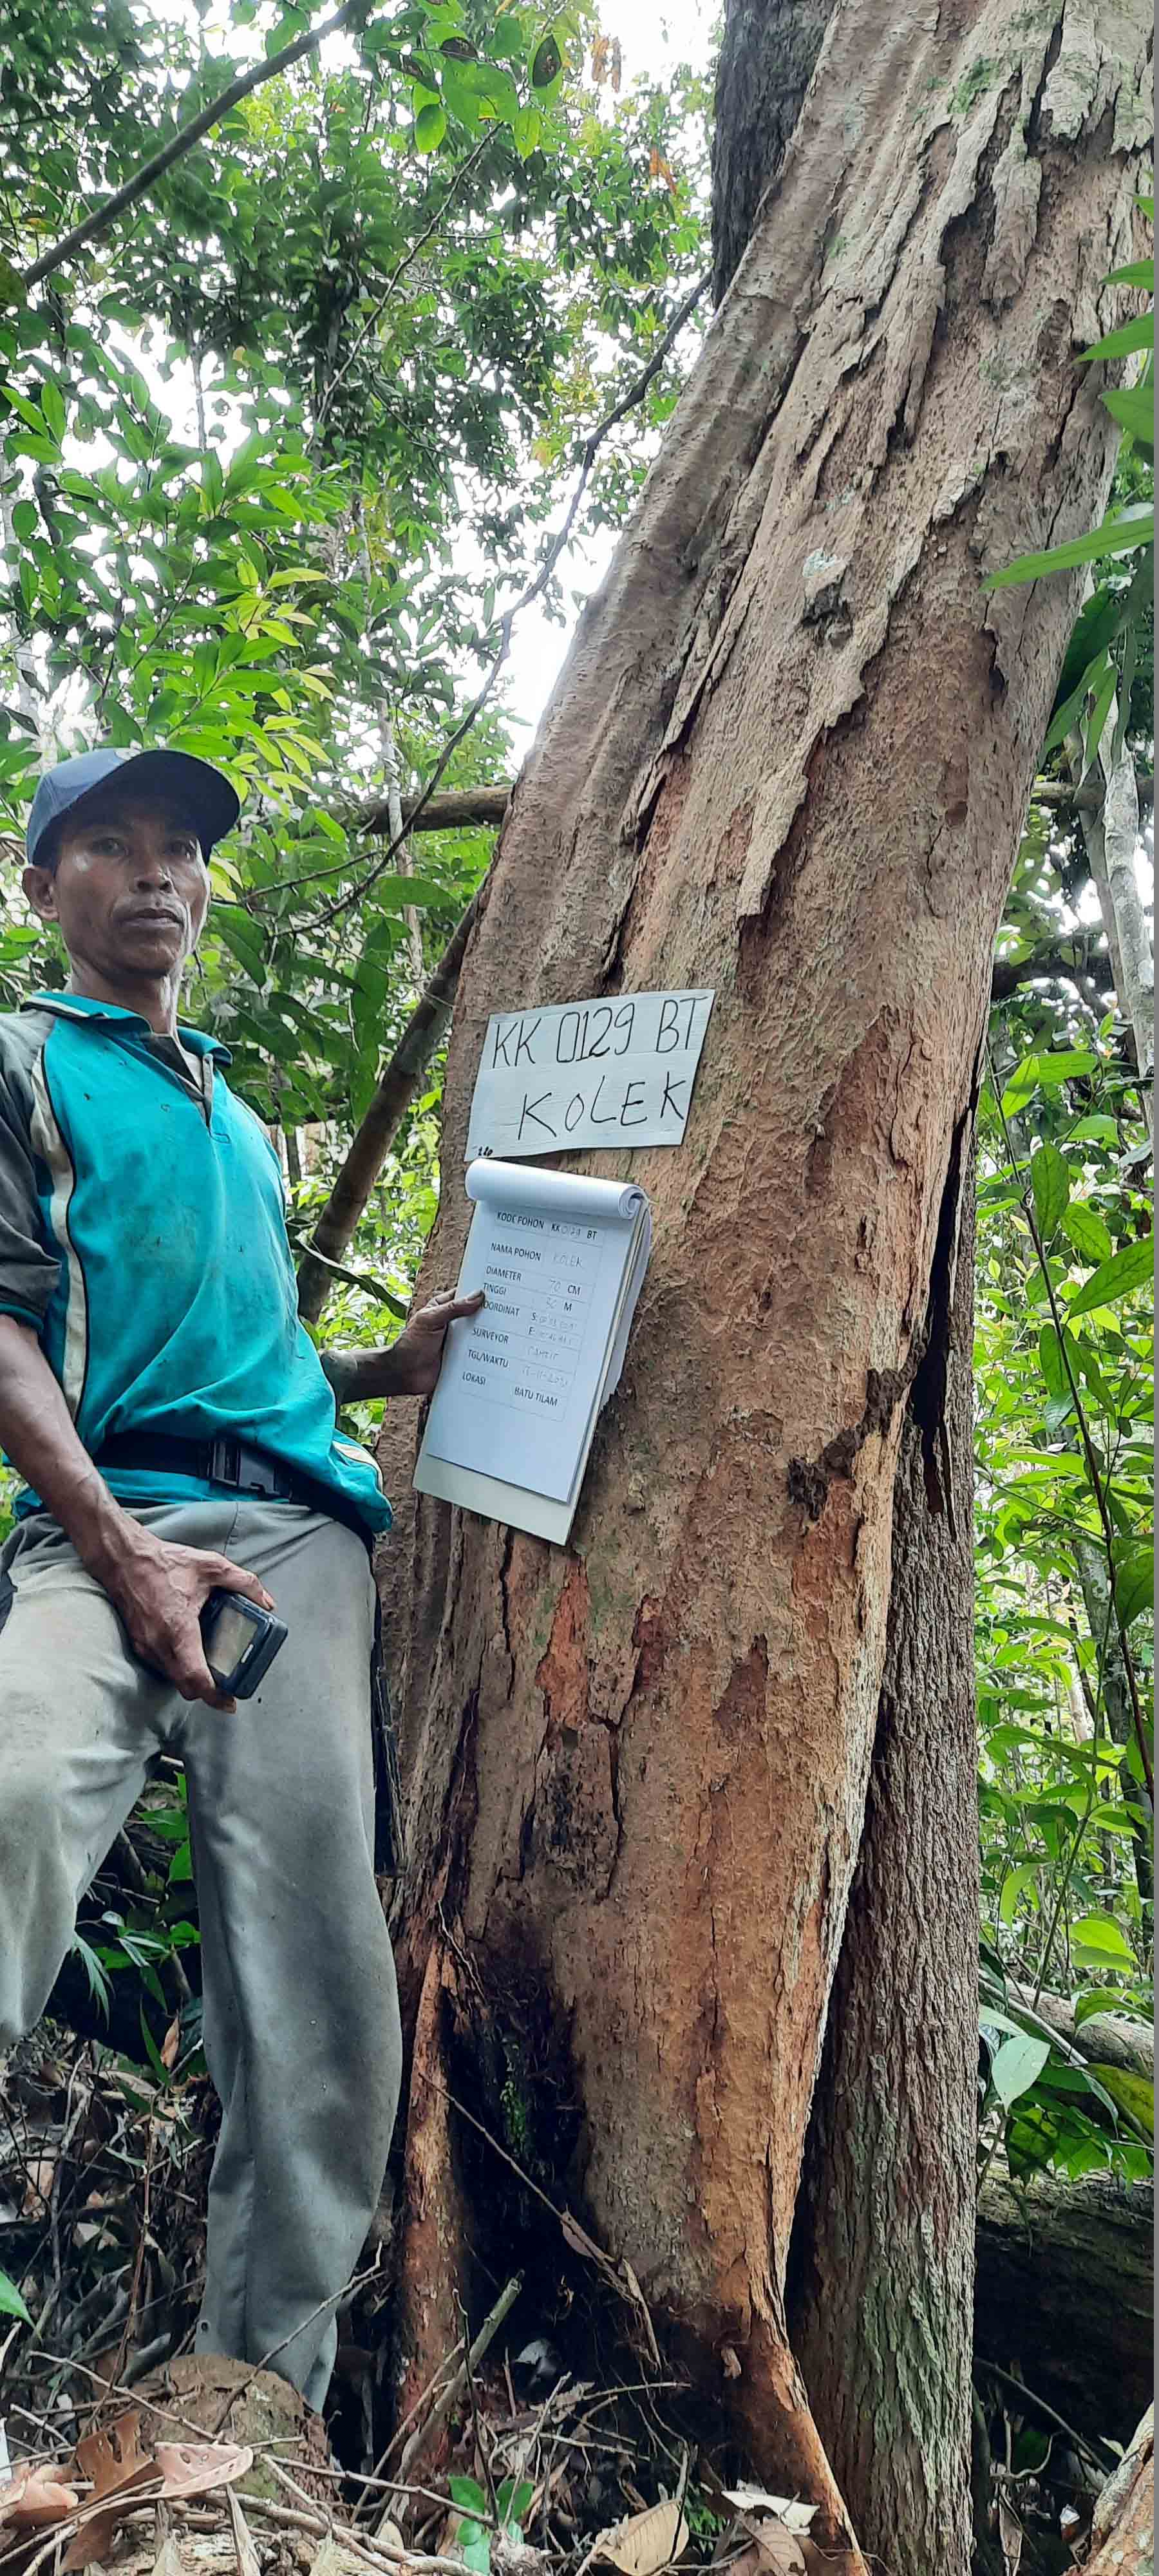 KK 0129 BT
KOLEK
KODE POHON KK 0129 BT
NAMA POHON KOLEK
DIAMETER 70 CM
TINGGI M
KOORDINAT S:
E:
SURVEYOR
TGL/WAKTU
LOKASI BATU TILAM